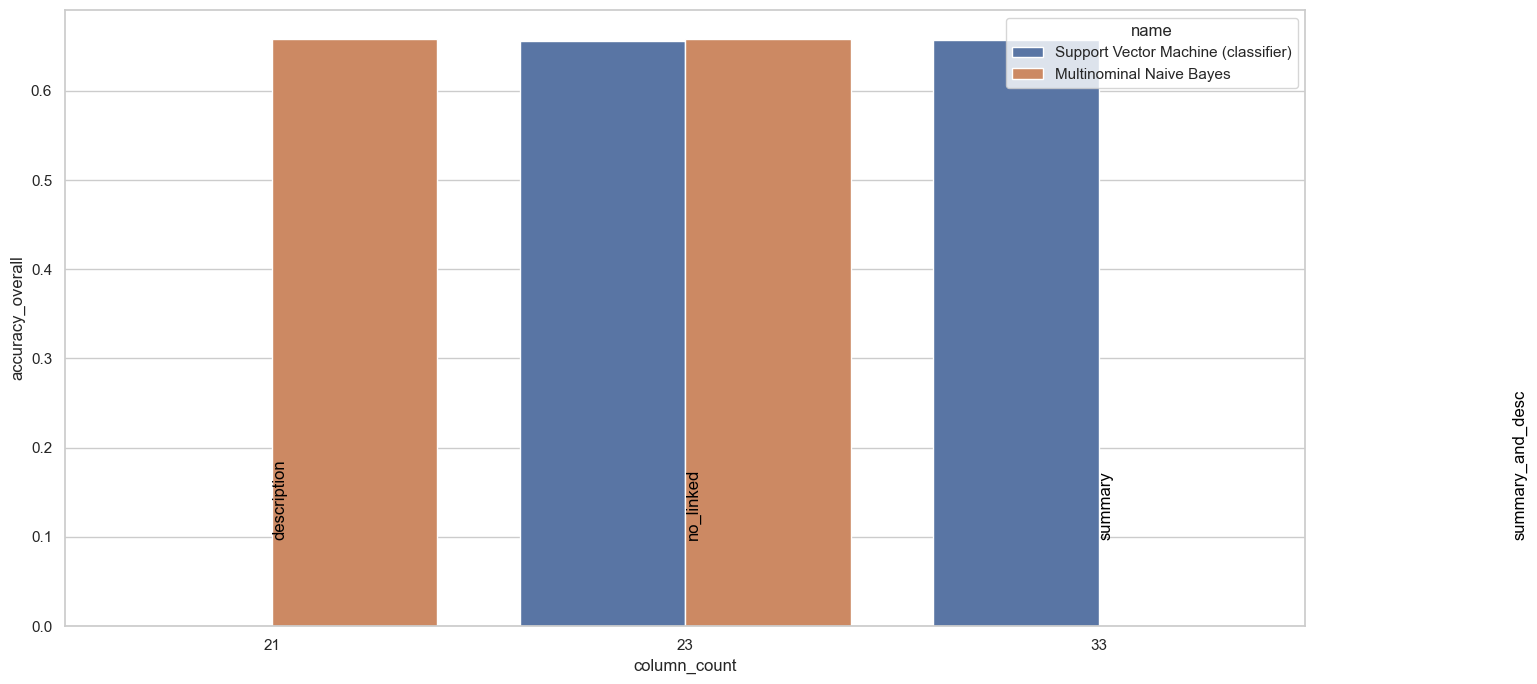 name
Support Vector Machine (classifier)
Multinominal Naive Bayes
accuracy_overall
0.6
0.5
0.4
0.3
0.2
0.1
0.0
description
no_linked
summary
summary_and_desc
21
23
33
column_count